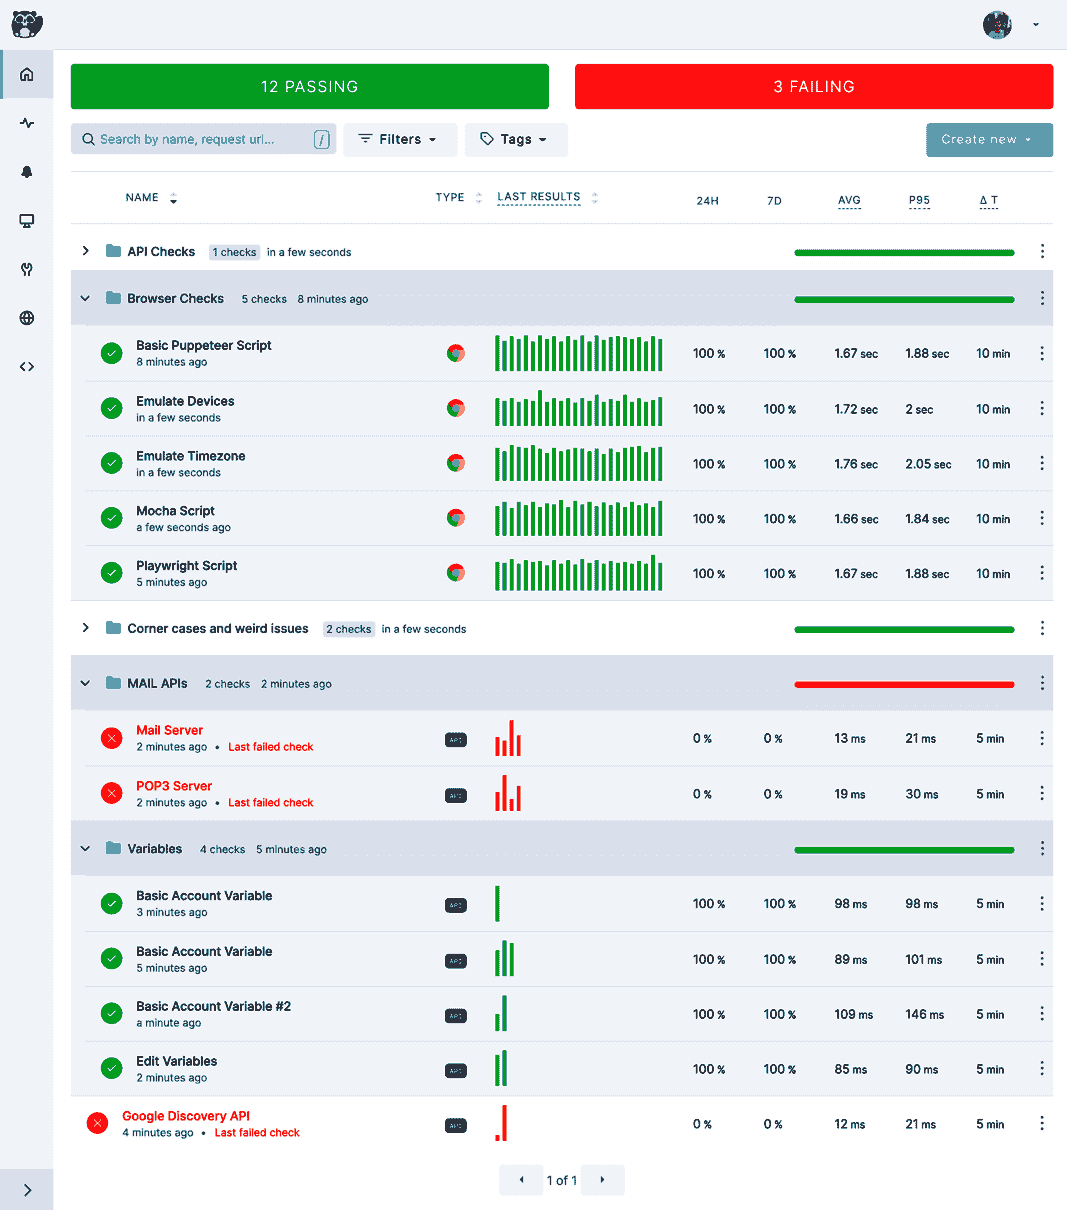 12 PASSING
3 FAILING
Search by name, request url... /
Filters
Tags
Create new
NAME TYPE LAST RESULTS 24H 7D AVG P95 Δ T
API Checks 1 checks in a few seconds
Browser Checks 5 checks 8 minutes ago
Basic Puppeteer Script
8 minutes ago
100 % 100 % 1.67 sec 1.88 sec 10 min
Emulate Devices
in a few seconds
100 % 100 % 1.72 sec 2 sec 10 min
Emulate Timezone
in a few seconds
100 % 100 % 1.76 sec 2.05 sec 10 min
Mocha Script
a few seconds ago
100 % 100 % 1.66 sec 1.84 sec 10 min
Playwright Script
5 minutes ago
100 % 100 % 1.67 sec 1.88 sec 10 min
Corner cases and weird issues 2 checks in a few seconds
MAIL APIs 2 checks 2 minutes ago
Mail Server
2 minutes ago • Last failed check
API 0 % 0 % 13 ms 21 ms 5 min
POP3 Server
2 minutes ago • Last failed check
API 0 % 0 % 19 ms 30 ms 5 min
Variables 4 checks 5 minutes ago
Basic Account Variable
3 minutes ago
API 100 % 100 % 98 ms 98 ms 5 min
Basic Account Variable
5 minutes ago
API 100 % 100 % 89 ms 101 ms 5 min
Basic Account Variable #2
a minute ago
API 100 % 100 % 109 ms 146 ms 5 min
Edit Variables
2 minutes ago
API 100 % 100 % 85 ms 90 ms 5 min
Google Discovery API
4 minutes ago • Last failed check
API 0 % 0 % 12 ms 21 ms 5 min
1 of 1